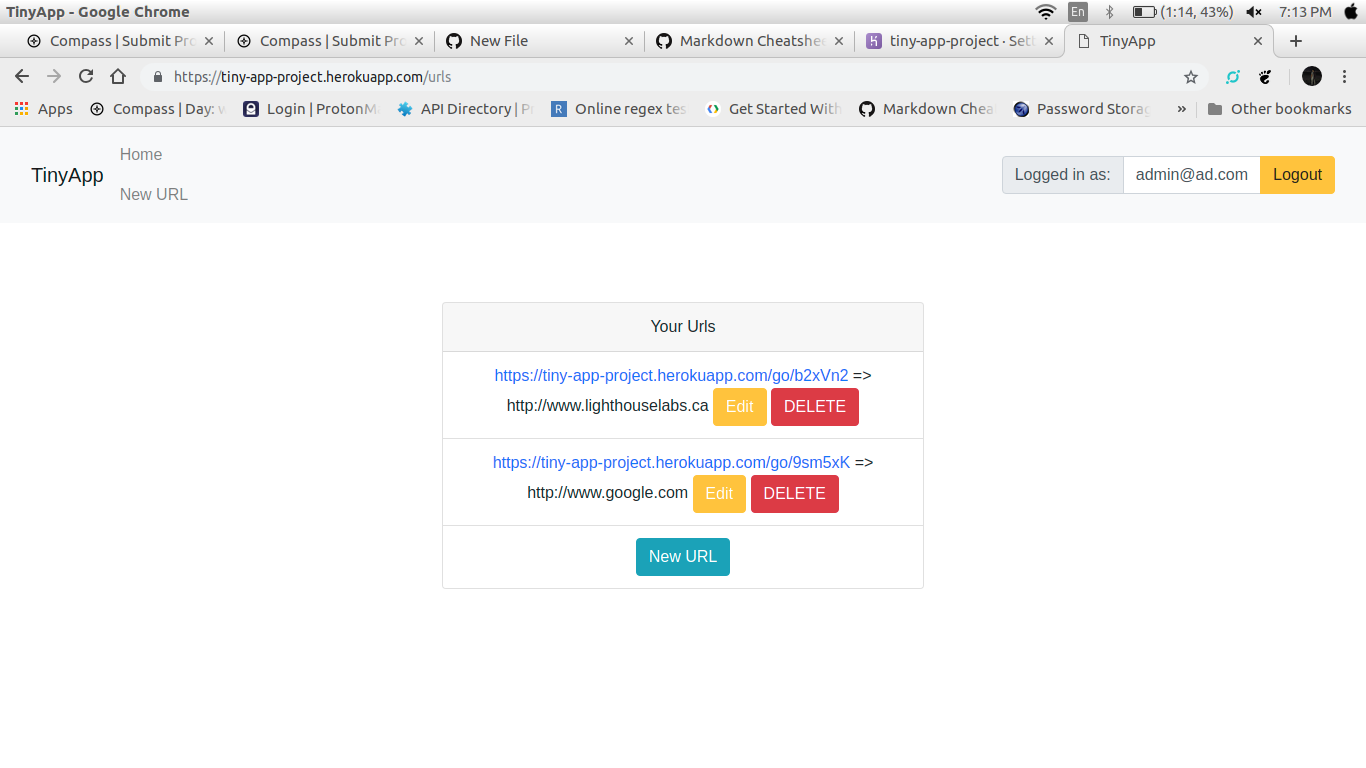 TinyApp - Google Chrome
En
(1:14, 43%)
7:13 PM
Compass | Submit Pro
Compass | Submit Pro
New File
Markdown Cheatshee
tiny-app-project · Sett
TinyApp
https://tiny-app-project.herokuapp.com/urls
Apps
Compass | Day: w
Login | ProtonMa
API Directory | P
R
Online regex tes
Get Started With
Markdown Cheat
Password Storag
»
Other bookmarks
TinyApp
Home
New URL
Logged in as:
admin@ad.com
Logout
Your Urls
https://tiny-app-project.herokuapp.com/go/b2xVn2 =>
http://www.lighthouselabs.ca Edit DELETE
https://tiny-app-project.herokuapp.com/go/9sm5xK =>
http://www.google.com Edit DELETE
New URL